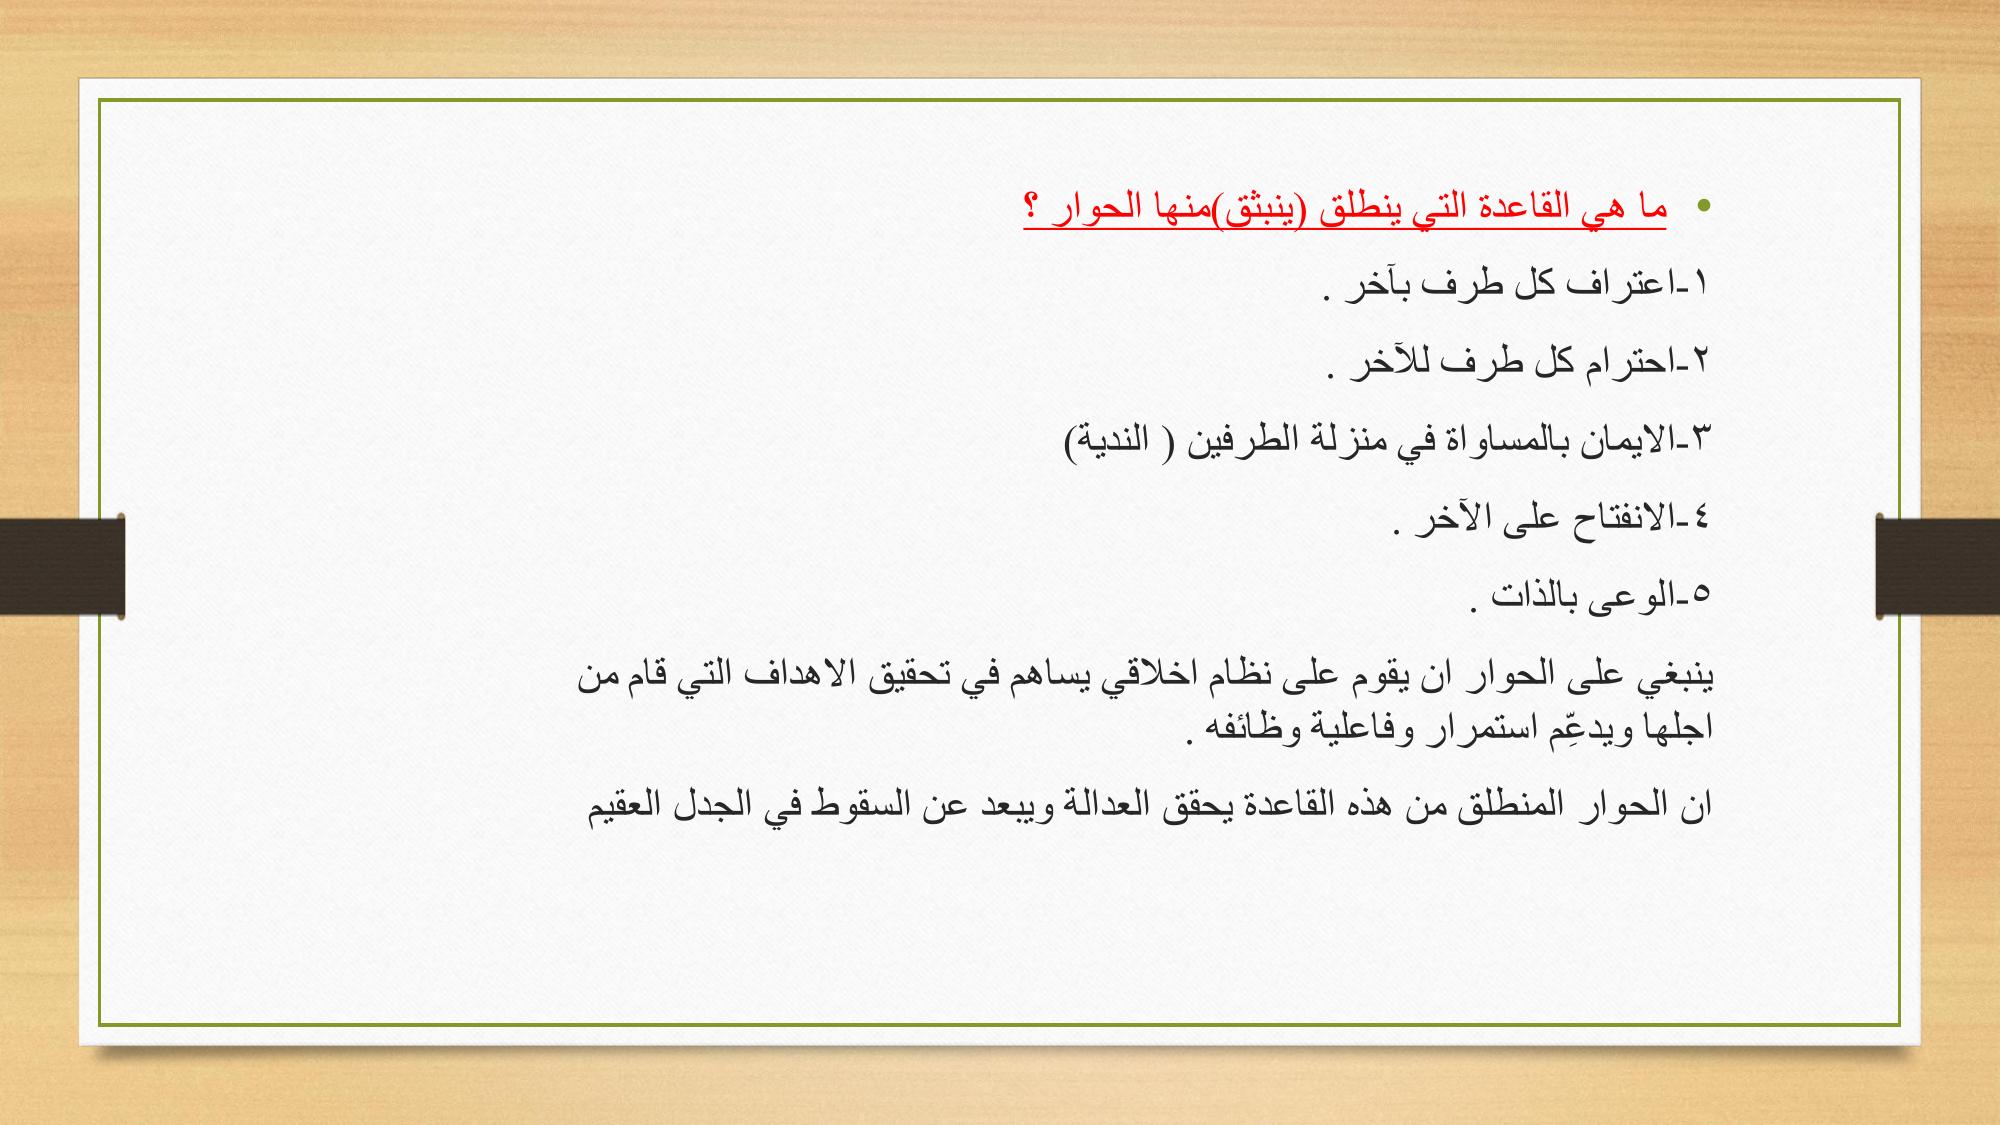 • ما هي القاعدة التي ينطلق (ينبثق)منها الحوار ؟
١-اعتراف كل طرف بآخر .
٢-احترام كل طرف للآخر .
٣-الايمان بالمساواة في منزلة الطرفين ( الندية)
٤-الانفتاح على الآخر .
٥-الوعى بالذات .
ينبغي على الحوار ان يقوم على نظام اخلاقي يساهم في تحقيق الاهداف التي قام من
اجلها ويدعِّم استمرار وفاعلية وظائفه .
ان الحوار المنطلق من هذه القاعدة يحقق العدالة ويبعد عن السقوط في الجدل العقيم